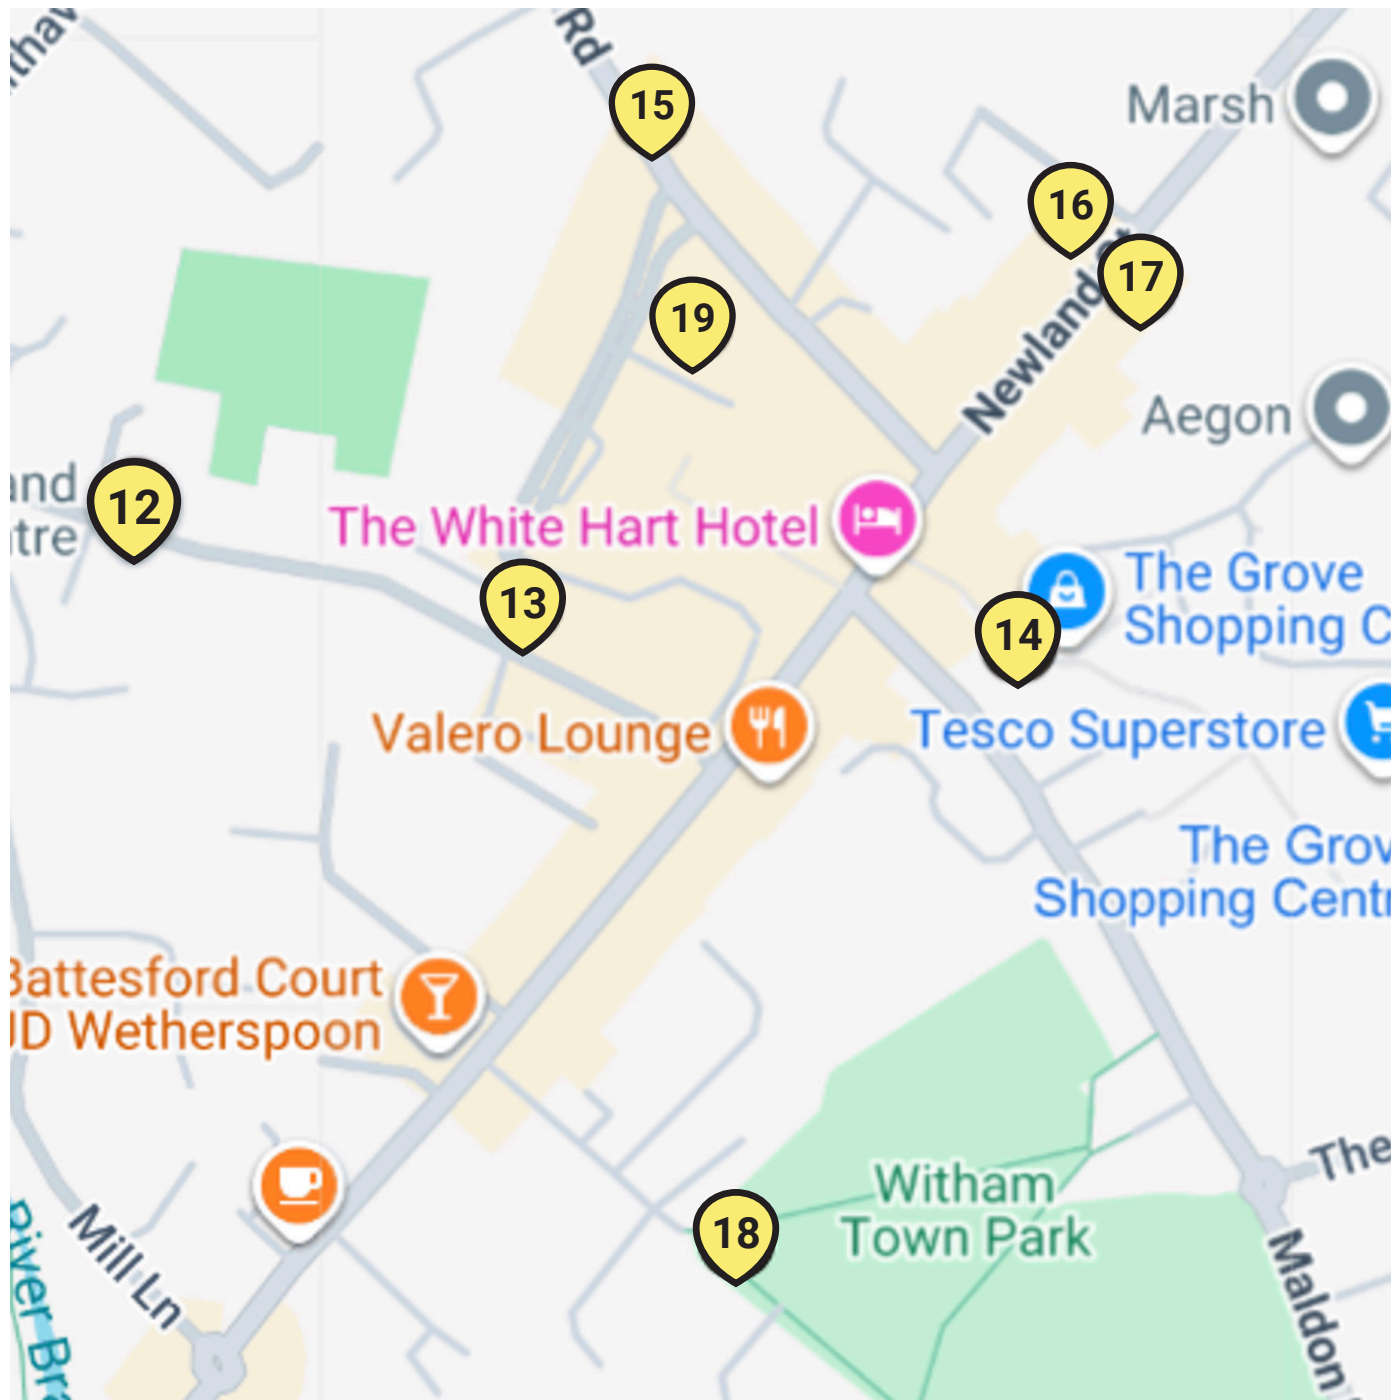 Rd
15
Marsh
16
17
Newland
19
Aegon
12
The White Hart Hotel
13
The Grove
Shopping C
14
Valero Lounge
Tesco Superstore
The Grov
Shopping Centr
Battesford Court
JD Wetherspoon
Witham
Town Park
18
The
Mill Ln
Maldon
River Bra